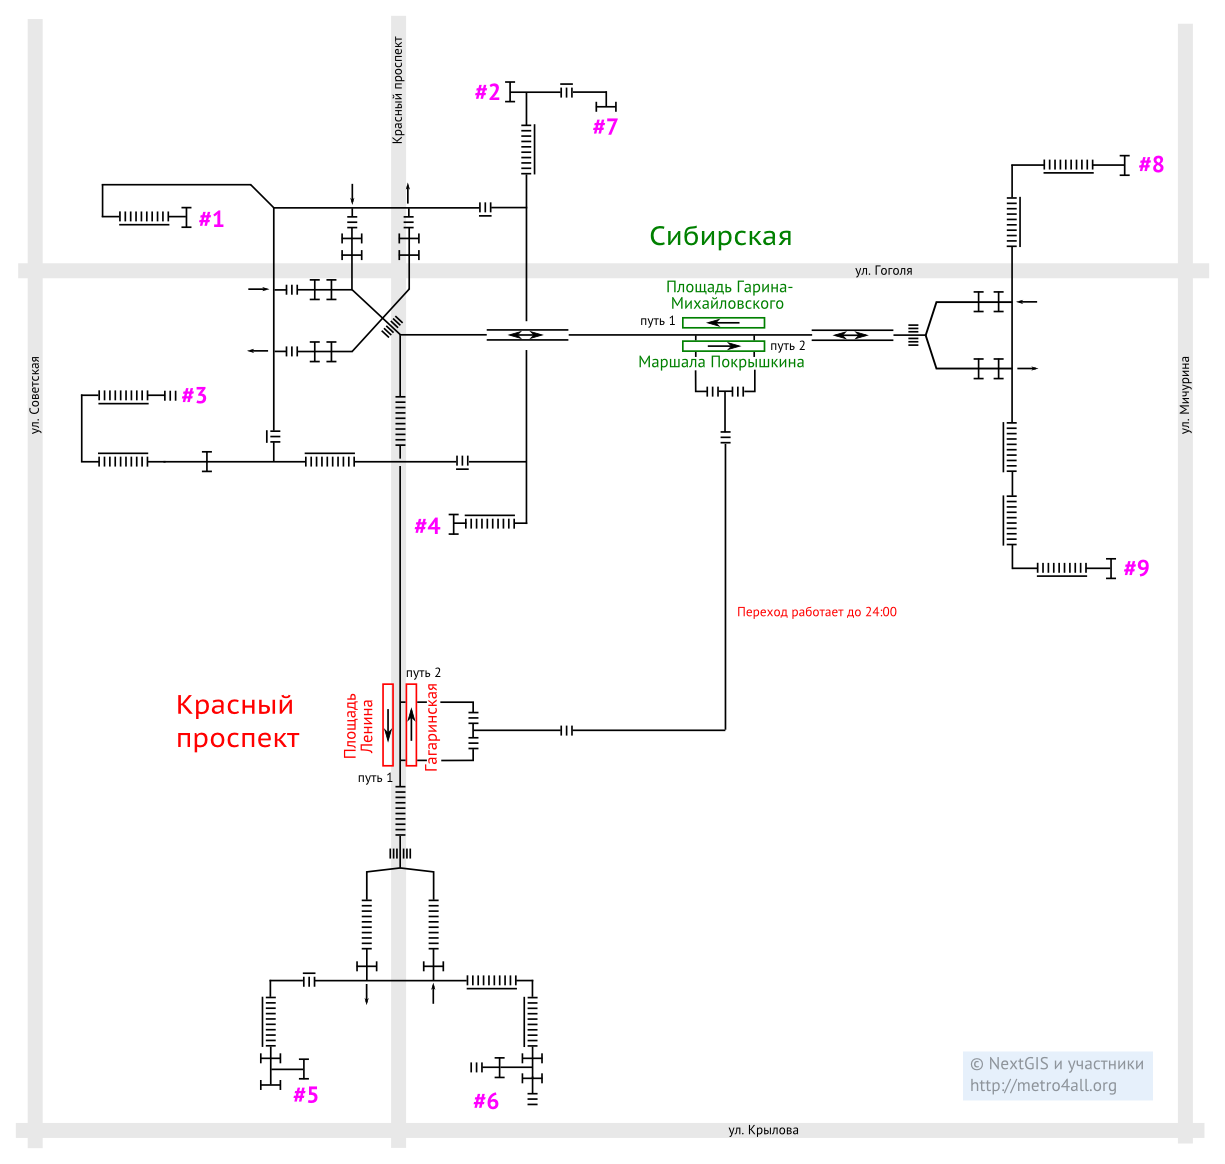 Красный проспект
#2
#7
#8
#1
Сибирская
ул. Гоголя
Площадь Гарина-
Михайловского
путь 1
путь 2
Маршала Покрышкина
ул. Советская
ул. Мичурина
#3
#4
#9
Переход работает до 24:00
путь 2
Красный
проспект
Площадь
Ленина
Гагаринская
путь 1
© NextGIS и участники
http://metro4all.org
#5
#6
ул. Крылова